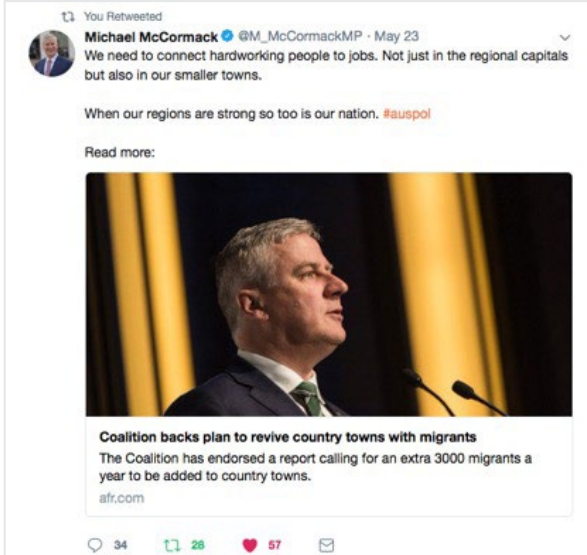 You Retweeted
Michael McCormack @M_McCormackMP · May 23
We need to connect hardworking people to jobs. Not just in the regional capitals
but also in our smaller towns.
When our regions are strong so too is our nation. #auspol
Read more:
Coalition backs plan to revive country towns with migrants
The Coalition has endorsed a report calling for an extra 3000 migrants a
year to be added to country towns.
afr.com
34 28 57